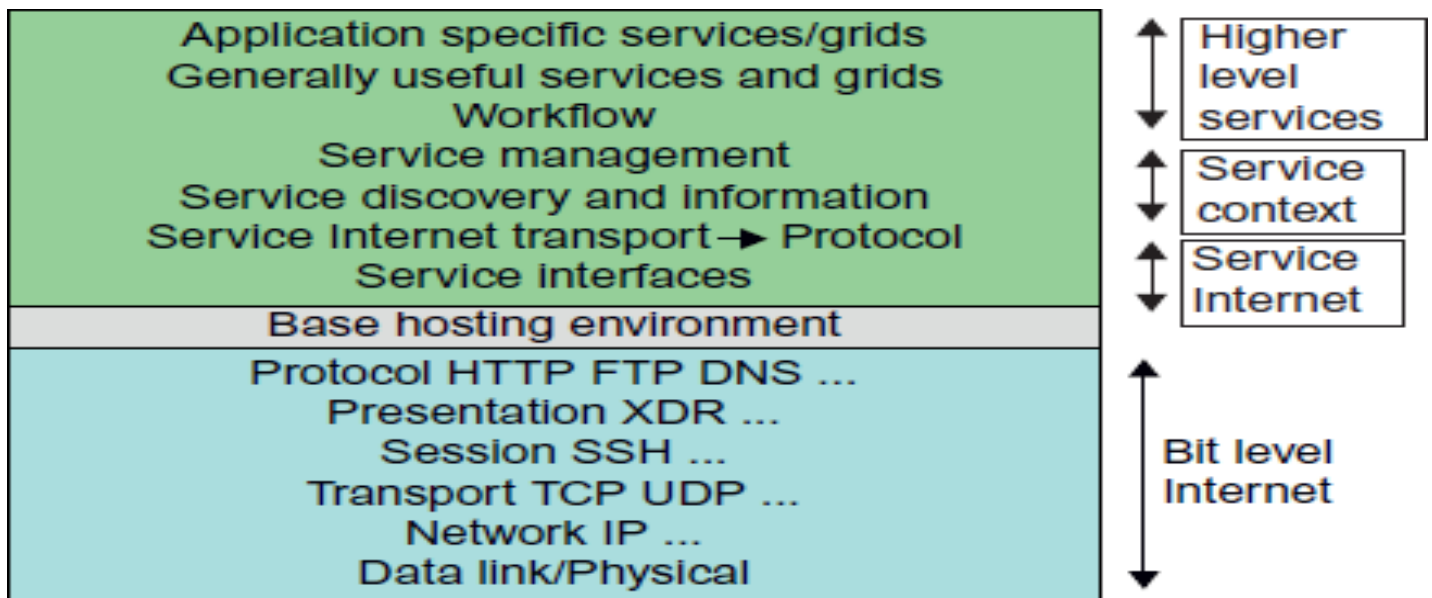 Application specific services/grids
Generally useful services and grids
Workflow
Service management
Service discovery and information
Service Internet transport → Protocol
Service interfaces
Base hosting environment
Protocol HTTP FTP DNS ...
Presentation XDR ...
Session SSH ...
Transport TCP UDP ...
Network IP ...
Data link/Physical
Higher
level
services
Service
context
Service
Internet
Bit level
Internet